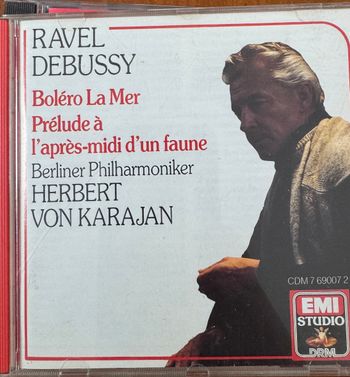 RAVEL
DEBUSSY
Boléro La Mer
Prélude à
l'après-midi d'un faune
Berliner Philharmoniker
HERBERT
VON KARAJAN
CDM 7 69007 2
EMI
STUDIO
DRM